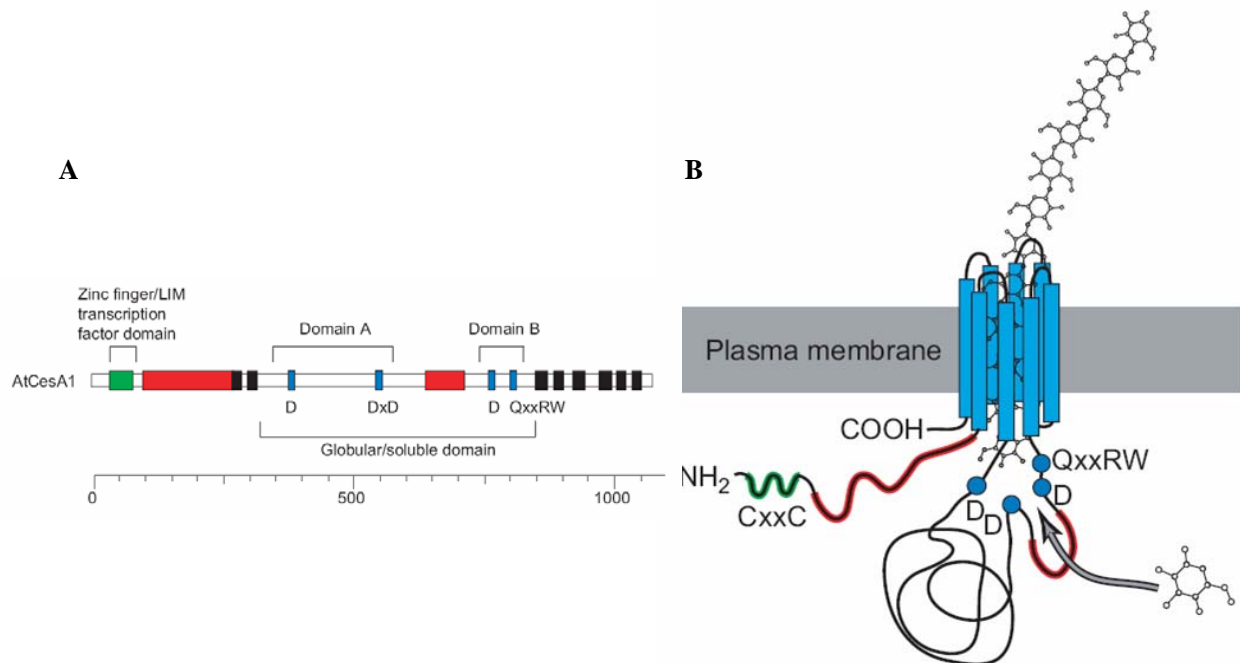 A
Zinc finger/LIM
transcription
factor domain
Domain A
Domain B
AtCesA1
D
DxD
D
QxxRW
Globular/soluble domain
0
500
1000
B
Plasma membrane
COOH
NH2
CxxC
QxxRW
D
D
D